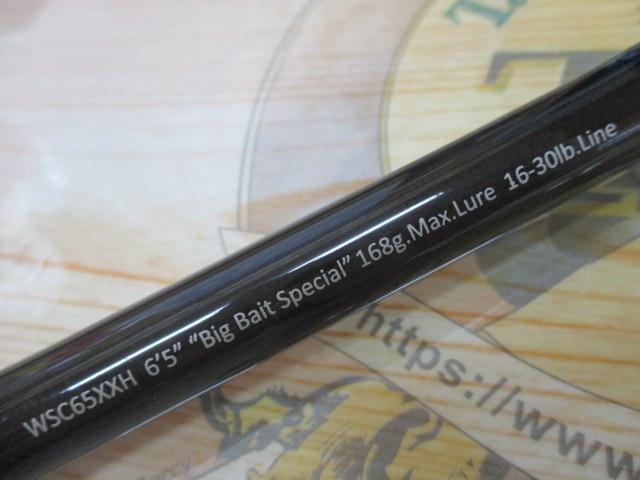 WSC65XXH 6'5" "Big Bait Special" 168g.Max.Lure 16-30lb.Line
https://www